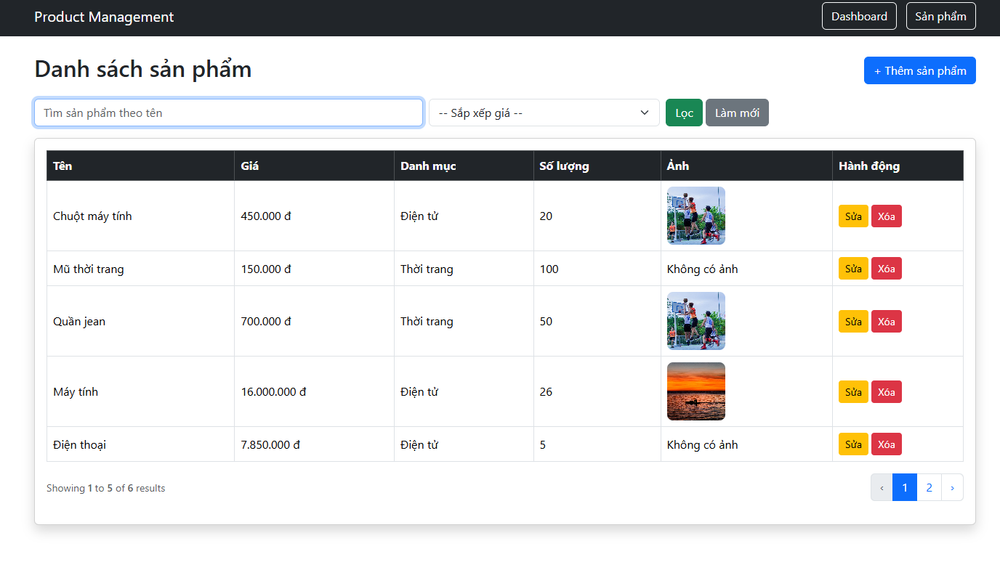 Product Management Dashboard Sản phẩm
Danh sách sản phẩm + Thêm sản phẩm
Tìm sản phẩm theo tên -- Sắp xếp giá -- Lọc Làm mới
Tên Giá Danh mục Số lượng Ảnh Hành động
Chuột máy tính 450.000 đ Điện tử 20 Sửa Xóa
Mũ thời trang 150.000 đ Thời trang 100 Không có ảnh Sửa Xóa
Quần jean 700.000 đ Thời trang 50 Sửa Xóa
Máy tính 16.000.000 đ Điện tử 26 Sửa Xóa
Điện thoại 7.850.000 đ Điện tử 5 Không có ảnh Sửa Xóa
Showing 1 to 5 of 6 results ‹ 1 2 ›